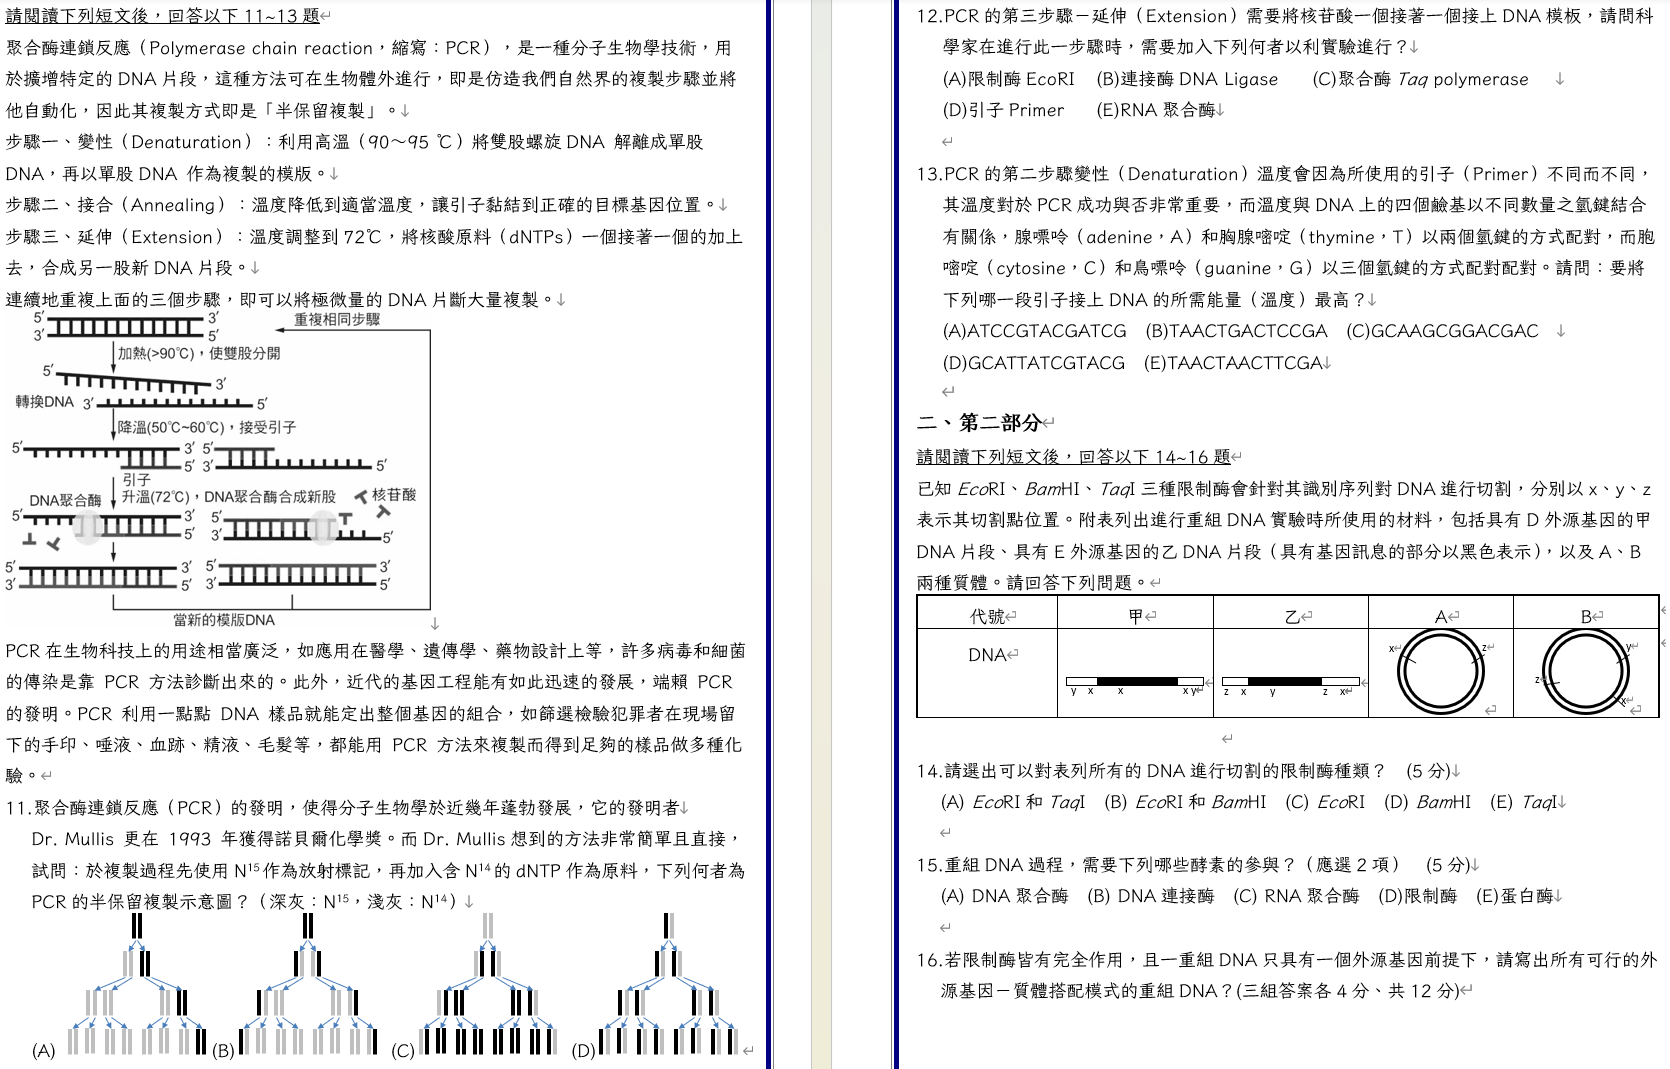 請閱讀下列短文後，回答以下 11~13 題
聚合酶連鎖反應（Polymerase chain reaction，縮寫：PCR），是一種分子生物學技術，用
於擴增特定的 DNA 片段，這種方法可在生物體外進行，即是仿造我們自然界的複製步驟並將
他自動化，因此其複製方式即是「半保留複製」。
步驟一、變性（Denaturation）：利用高溫（90～95 ℃）將雙股螺旋 DNA 解離成單股
DNA，再以單股 DNA 作為複製的模版。
步驟二、接合（Annealing）：溫度降低到適當溫度，讓引子黏結到正確的目標基因位置。
步驟三、延伸（Extension）：溫度調整到 72℃，將核酸原料（dNTPs）一個接著一個的加上
去，合成另一股新 DNA 片段。
連續地重複上面的三個步驟，即可以將極微量的 DNA 片斷大量複製。
5′ 3′ 重複相同步驟
3′ 5′
加熱(>90℃)，使雙股分開
5′ 3′
轉換DNA 3′ 5′
降溫(50℃~60℃)，接受引子
5′ 3′ 5′
5′ 3′ 5′
引子
升溫(72℃)，DNA聚合酶合成新股 核苷酸
DNA聚合酶
5′ 3′ 5′
5′ 3′ 5′
5′ 3′ 5′ 3′
3′ 5′ 3′ 5′
當新的模版DNA
PCR 在生物科技上的用途相當廣泛，如應用在醫學、遺傳學、藥物設計上等，許多病毒和細菌
的傳染是靠 PCR 方法診斷出來的。此外，近代的基因工程能有如此迅速的發展，端賴 PCR
的發明。PCR 利用一點點 DNA 樣品就能定出整個基因的組合，如篩選檢驗犯罪者在現場留
下的手印、唾液、血跡、精液、毛髮等，都能用 PCR 方法來複製而得到足夠的樣品做多種化
驗。
11.聚合酶連鎖反應（PCR）的發明，使得分子生物學於近幾年蓬勃發展，它的發明者
Dr. Mullis 更在 1993 年獲得諾貝爾化學獎。而 Dr. Mullis 想到的方法非常簡單且直接，
試問：於複製過程先使用 N¹⁵作為放射標記，再加入含 N¹⁴的 dNTP 作為原料，下列何者為
PCR 的半保留複製示意圖？（深灰：N¹⁵，淺灰：N¹⁴）
(A) (B) (C) (D)
12.PCR 的第三步驟－延伸（Extension）需要將核苷酸一個接著一個接上 DNA 模板，請問科
學家在進行此一步驟時，需要加入下列何者以利實驗進行？
(A)限制酶 EcoRI (B)連接酶 DNA Ligase (C)聚合酶 Taq polymerase
(D)引子 Primer (E)RNA 聚合酶
13.PCR 的第二步驟變性（Denaturation）溫度會因為所使用的引子（Primer）不同而不同，
其溫度對於 PCR 成功與否非常重要，而溫度與 DNA 上的四個鹼基以不同數量之氫鍵結合
有關係，腺嘌呤（adenine，A）和胸腺嘧啶（thymine，T）以兩個氫鍵的方式配對，而胞
嘧啶（cytosine，C）和鳥嘌呤（guanine，G）以三個氫鍵的方式配對配對。請問：要將
下列哪一段引子接上 DNA 的所需能量（溫度）最高？
(A)ATCCGTACGATCG (B)TAACTGACTCCGA (C)GCAAGCGGACGAC
(D)GCATTATCGTACG (E)TAACTAACTTCGA
二、第二部分
請閱讀下列短文後，回答以下 14~16 題
已知 EcoRI、BamHI、TaqI 三種限制酶會針對其識別序列對 DNA 進行切割，分別以 x、y、z
表示其切割點位置。附表列出進行重組 DNA 實驗時所使用的材料，包括具有 D 外源基因的甲
DNA 片段、具有 E 外源基因的乙 DNA 片段（具有基因訊息的部分以黑色表示），以及 A、B
兩種質體。請回答下列問題。
代號 甲 乙 A B
DNA
y x x x y
z x y z x
x z
y z x
14.請選出可以對表列所有的 DNA 進行切割的限制酶種類？ (5 分)
(A) EcoRI 和 TaqI (B) EcoRI 和 BamHI (C) EcoRI (D) BamHI (E) TaqI
15.重組 DNA 過程，需要下列哪些酵素的參與？（應選 2 項） (5 分)
(A) DNA 聚合酶 (B) DNA 連接酶 (C) RNA 聚合酶 (D)限制酶 (E)蛋白酶
16.若限制酶皆有完全作用，且一重組 DNA 只具有一個外源基因前提下，請寫出所有可行的外
源基因－質體搭配模式的重組 DNA？(三組答案各 4 分、共 12 分)